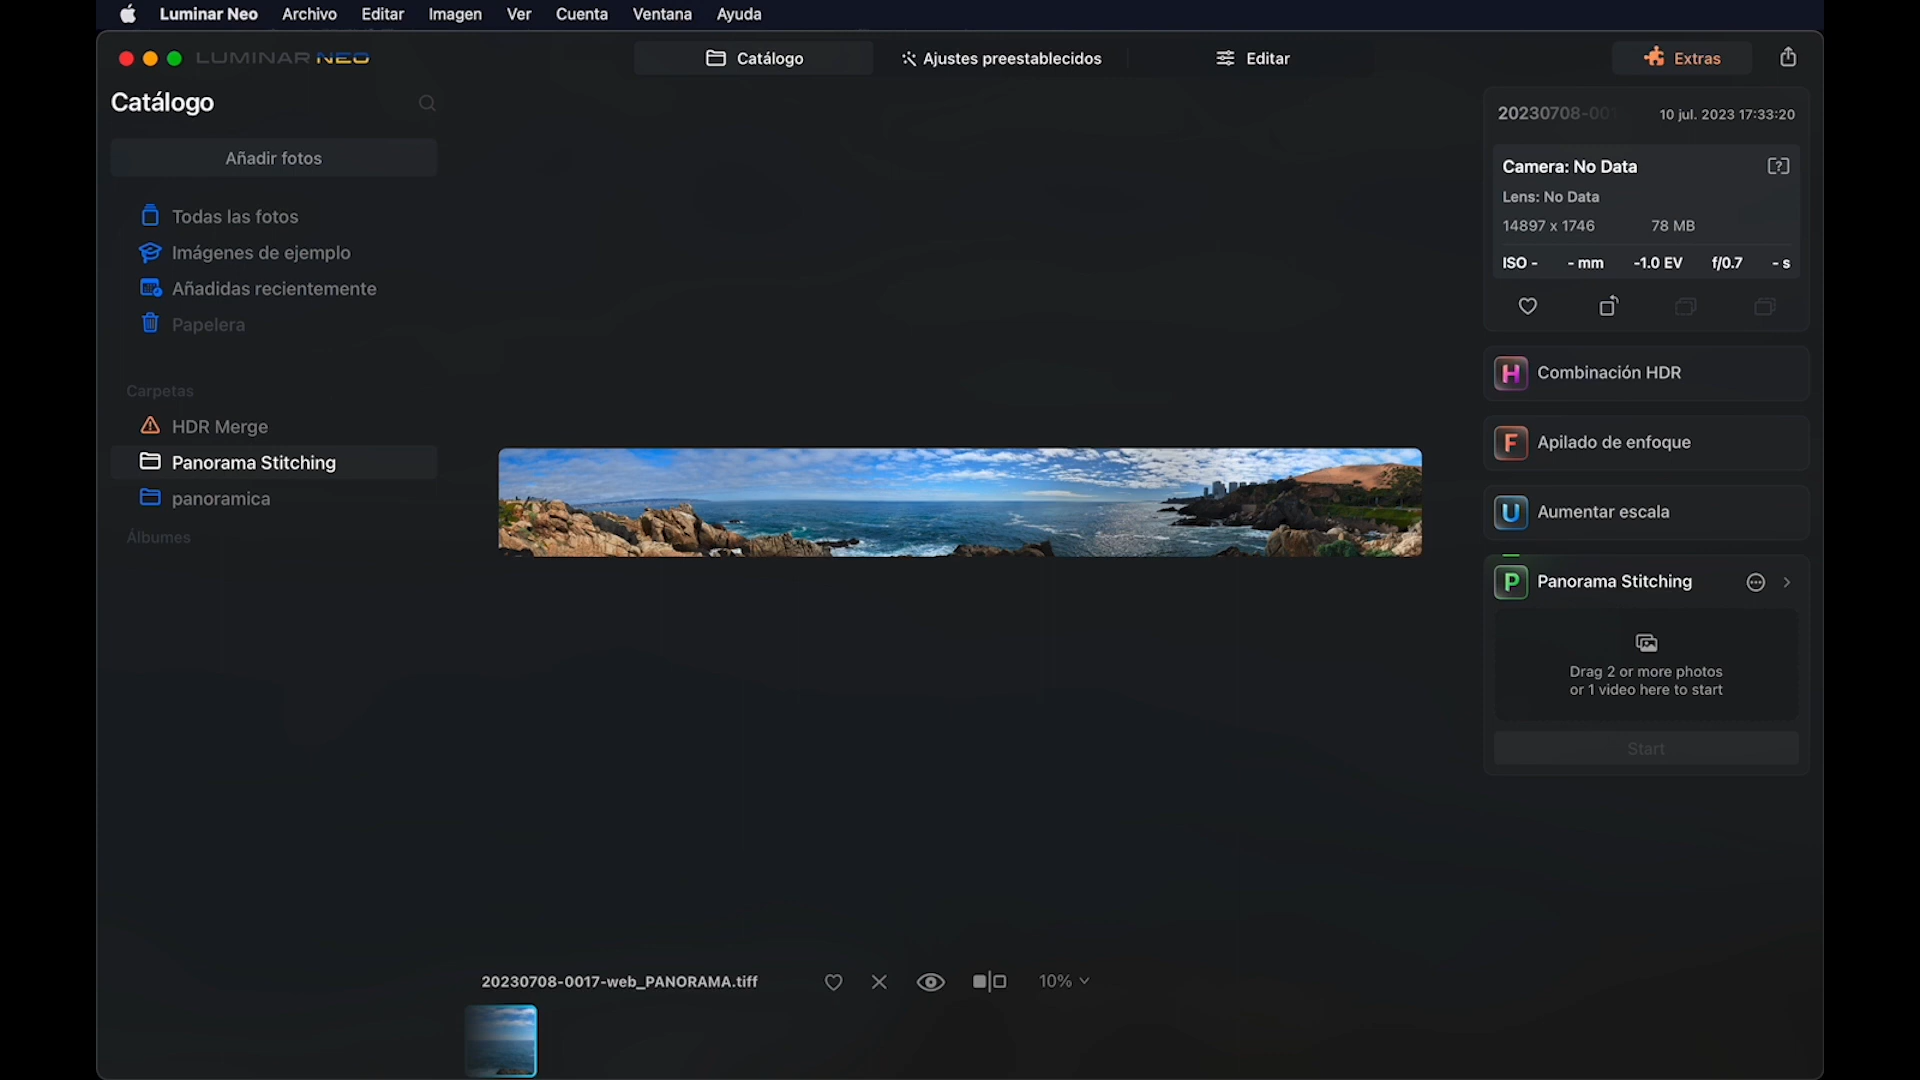 Luminar Neo Archivo Editar Imagen Ver Cuenta Ventana Ayuda
LUMINAR NEO
Catálogo
Ajustes preestablecidos
Editar
Extras
Catálogo
Añadir fotos
Todas las fotos
Imágenes de ejemplo
Añadidas recientemente
Papelera
Carpetas
HDR Merge
Panorama Stitching
panoramica
Álbumes
20230708-001 10 jul. 2023 17:33:20
Camera: No Data
Lens: No Data
14897 x 1746 78 MB
ISO - - mm -1.0 EV f/0.7 - s
H Combinación HDR
F Apilado de enfoque
U Aumentar escala
P Panorama Stitching
Drag 2 or more photos
or 1 video here to start
Start
20230708-0017-web_PANORAMA.tiff
10%